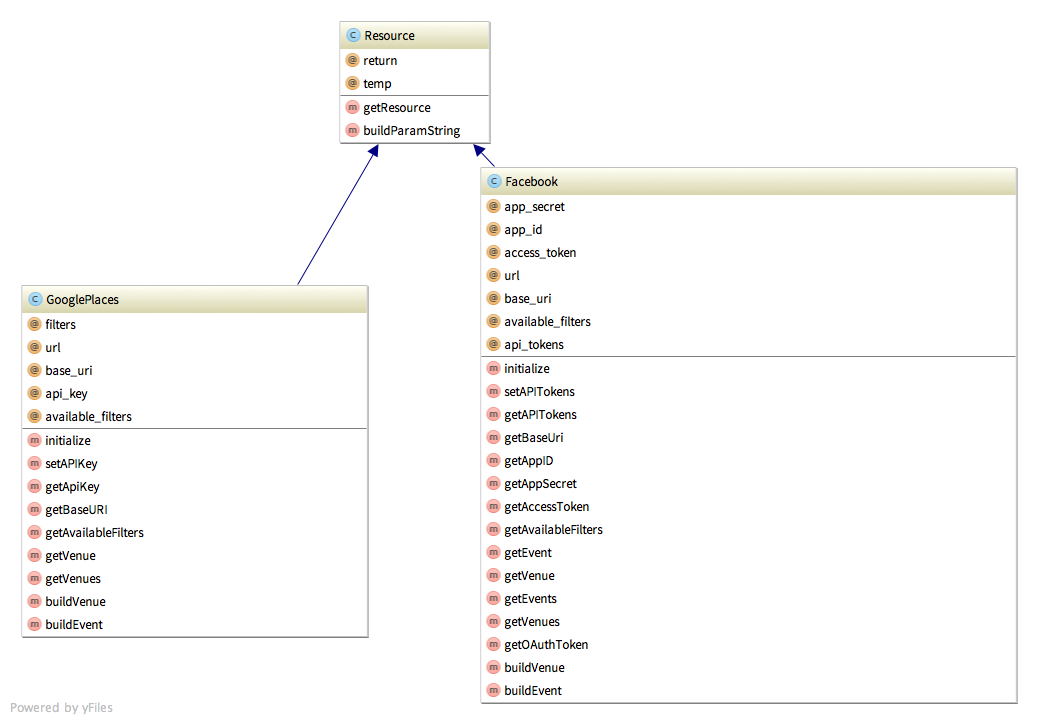 C Resource
@ return
@ temp
m getResource
m buildParamString
C Facebook
@ app_secret
@ app_id
@ access_token
@ url
@ base_uri
@ available_filters
@ api_tokens
m initialize
m setAPITokens
m getAPITokens
m getBaseUri
m getAppID
m getAppSecret
m getAccessToken
m getAvailableFilters
m getEvent
m getVenue
m getEvents
m getVenues
m getOAuthToken
m buildVenue
m buildEvent
C GooglePlaces
@ filters
@ url
@ base_uri
@ api_key
@ available_filters
m initialize
m setAPIKey
m getApiKey
m getBaseURI
m getAvailableFilters
m getVenue
m getVenues
m buildVenue
m buildEvent
Powered by yFiles